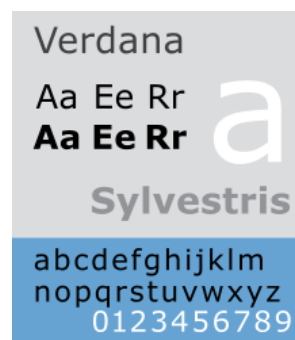 Verdana
Aa Ee Rr
Aa Ee Rr
a
Sylvestris
abcdefghijklm
nopqrstuvwxyz
0123456789